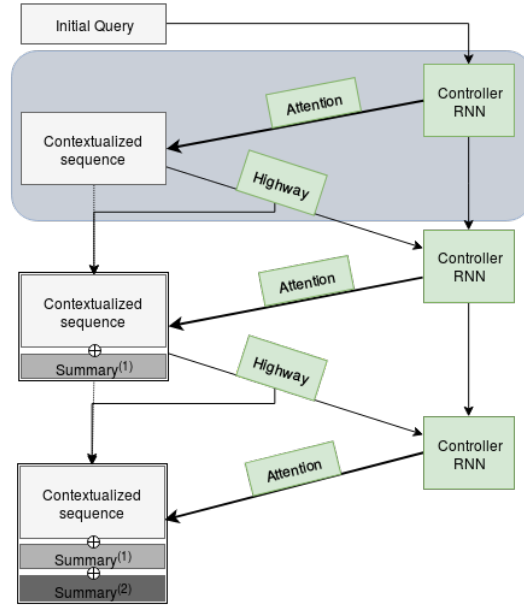 Initial Query
Attention
Controller
RNN
Contextualized
sequence
Highway
Controller
RNN
Attention
Contextualized
sequence
Summary(1)
Highway
Controller
RNN
Attention
Contextualized
sequence
Summary(1)
Summary(2)